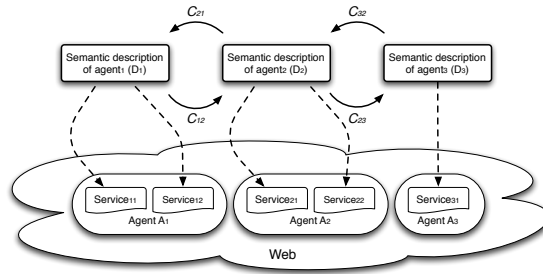 C21
C32
Semantic description
of agent1 (D1)
Semantic description
of agent2 (D2)
Semantic description
of agent3 (D3)
C12
C23
Service11
Service12
Service21
Service22
Service31
Agent A1
Agent A2
Agent A3
Web